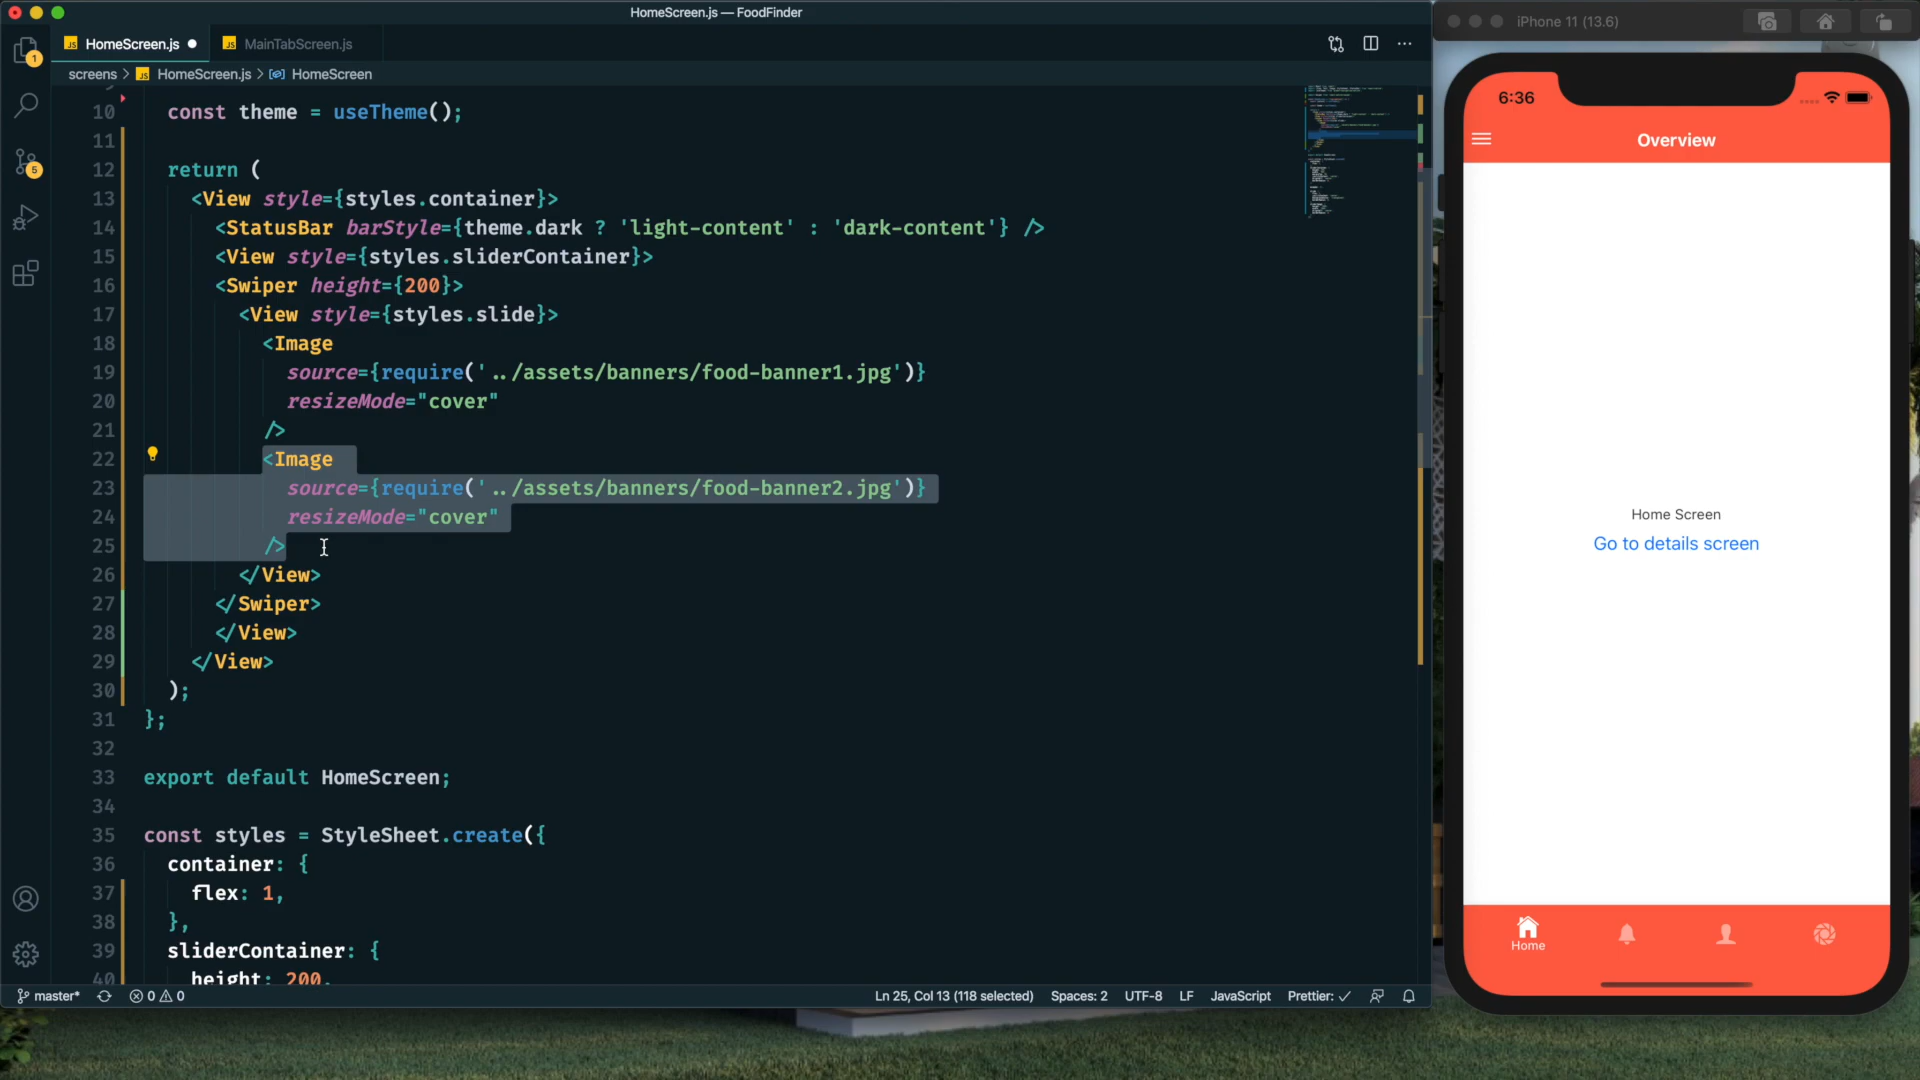 HomeScreen.js — FoodFinder
iPhone 11 (13.6)
JS HomeScreen.js
JS MainTabScreen.js
screens > JS HomeScreen.js > HomeScreen
1
5
10 const theme = useTheme();
11
12 return (
13 <View style={styles.container}>
14 <StatusBar barStyle={theme.dark ? 'light-content' : 'dark-content'} />
15 <View style={styles.sliderContainer}>
16 <Swiper height={200}>
17 <View style={styles.slide}>
18 <Image
19 source={require('../assets/banners/food-banner1.jpg')}
20 resizeMode="cover"
21 />
22 <Image
23 source={require('../assets/banners/food-banner2.jpg')}
24 resizeMode="cover"
25 />
26 </View>
27 </Swiper>
28 </View>
29 </View>
30 );
31 };
32
33 export default HomeScreen;
34
35 const styles = StyleSheet.create({
36 container: {
37 flex: 1,
38 },
39 sliderContainer: {
40 height: 200,
master*
0 0
Ln 25, Col 13 (118 selected)
Spaces: 2
UTF-8
LF
JavaScript
Prettier: ✓
6:36
Overview
Home Screen
Go to details screen
Home